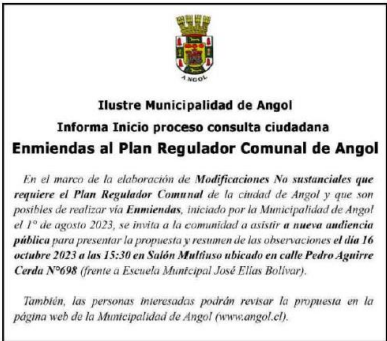 ANGOL
Ilustre Municipalidad de Angol
Informa Inicio proceso consulta ciudadana
Enmiendas al Plan Regulador Comunal de Angol
En el marco de la elaboración de Modificaciones No sustanciales que
requiere el Plan Regulador Comunal de la ciudad de Angol y que son
posibles de realizar vía Enmiendas, iniciado por la Municipalidad de Angol
el 1º de agosto 2023, se invita a la comunidad a asistir a nueva audiencia
pública para presentar la propuesta y resumen de las observaciones el día 16
octubre 2023 a las 15:30 en Salón Multiuso ubicado en calle Pedro Aguirre
Cerda Nº698 (frente a Escuela Municipal José Elías Bolívar).
También, las personas interesadas podrán revisar la propuesta en la
página web de la Municipalidad de Angol (www.angol.cl).